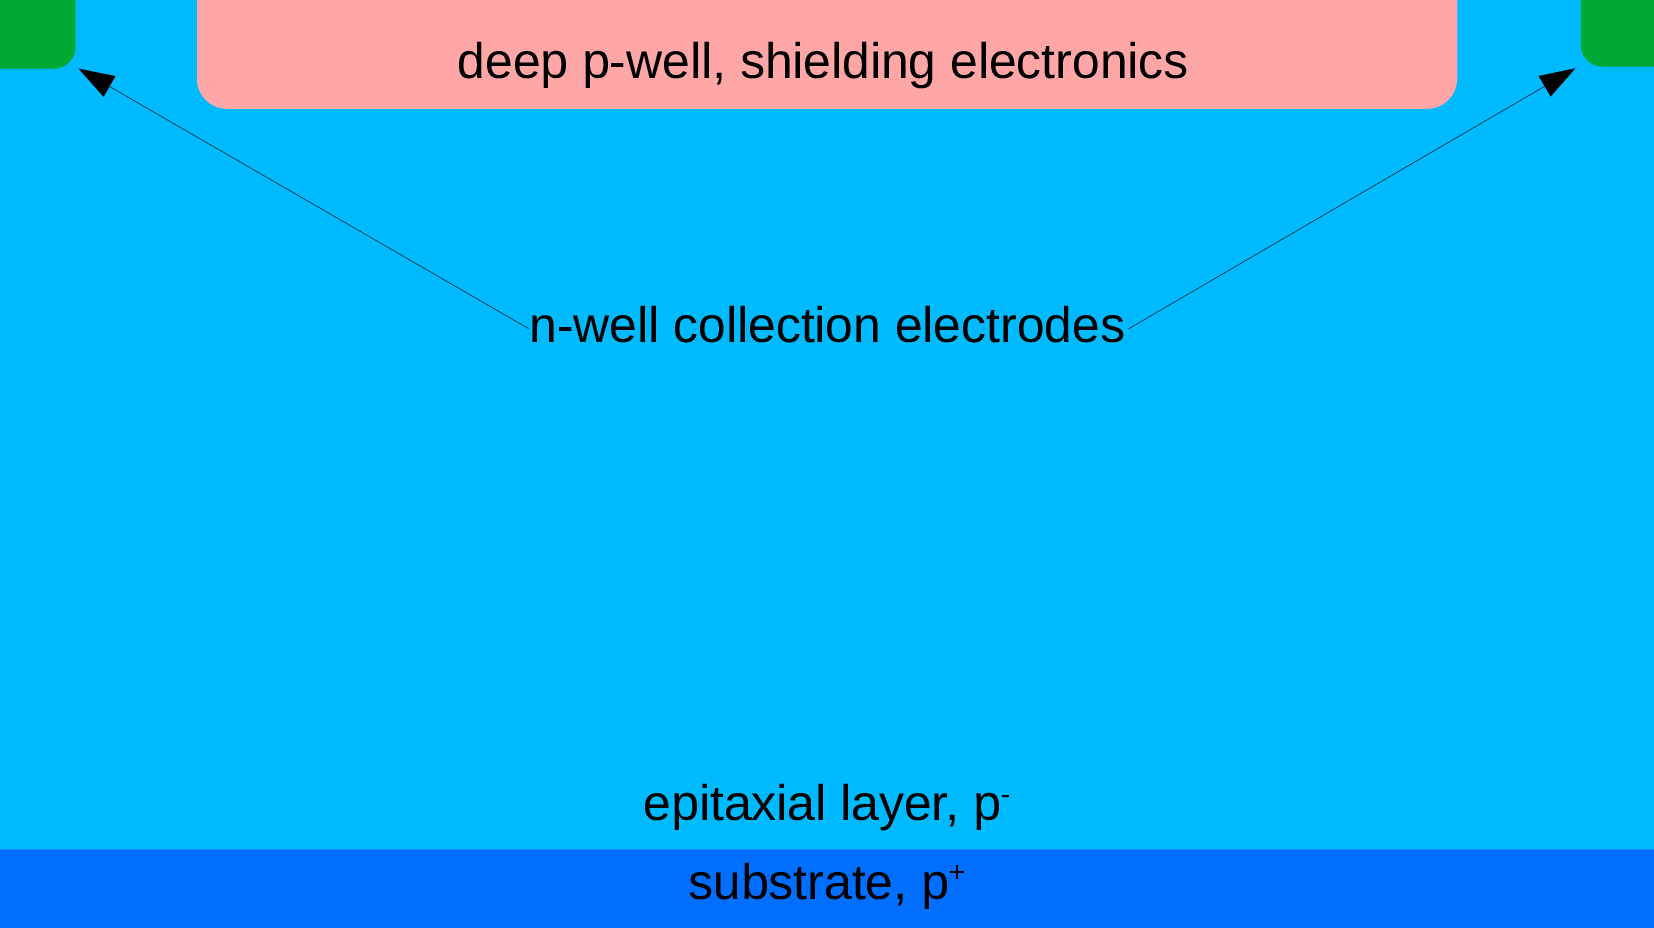 deep p-well, shielding electronics
n-well collection electrodes
epitaxial layer, p⁻
substrate, p⁺